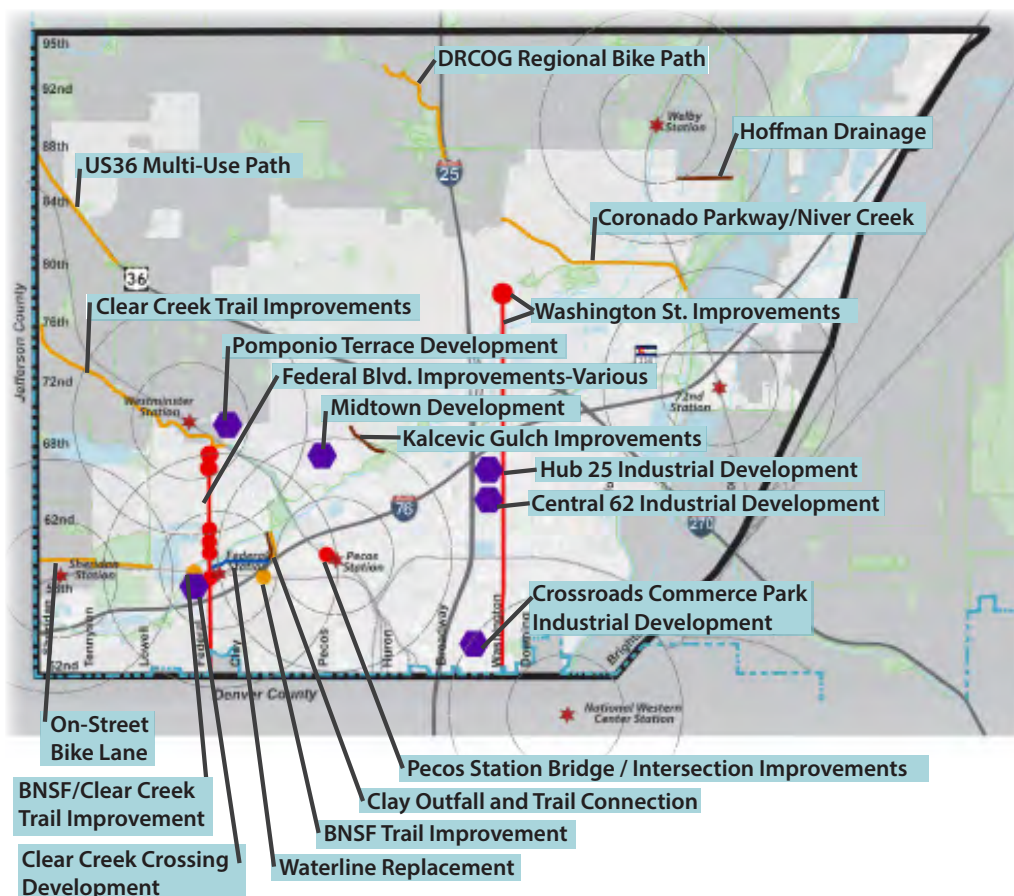 95th
DRCOG Regional Bike Path
92nd
Welby
Station
Hoffman Drainage
88th
US36 Multi-Use Path
25
84th
Coronado Parkway/Niver Creek
80th
36
Clear Creek Trail Improvements
Washington St. Improvements
76th
Jefferson County
Pomponio Terrace Development
Federal Blvd. Improvements-Various
72nd
Midtown Development
72nd
Station
Westminster
Station
Kalcevic Gulch Improvements
68th
Hub 25 Industrial Development
Central 62 Industrial Development
76
62nd
270
Sheridan
Station
Federal
Station
Pecos
Station
Crossroads Commerce Park
Industrial Development
Tennyson
Lowell
Federal
Clay
Pecos
Huron
Broadway
Washington
Downing
52nd
Denver County
National Western
Center Station
On-Street
Bike Lane
Pecos Station Bridge / Intersection Improvements
BNSF/Clear Creek
Trail Improvement
Clay Outfall and Trail Connection
BNSF Trail Improvement
Clear Creek Crossing
Development
Waterline Replacement